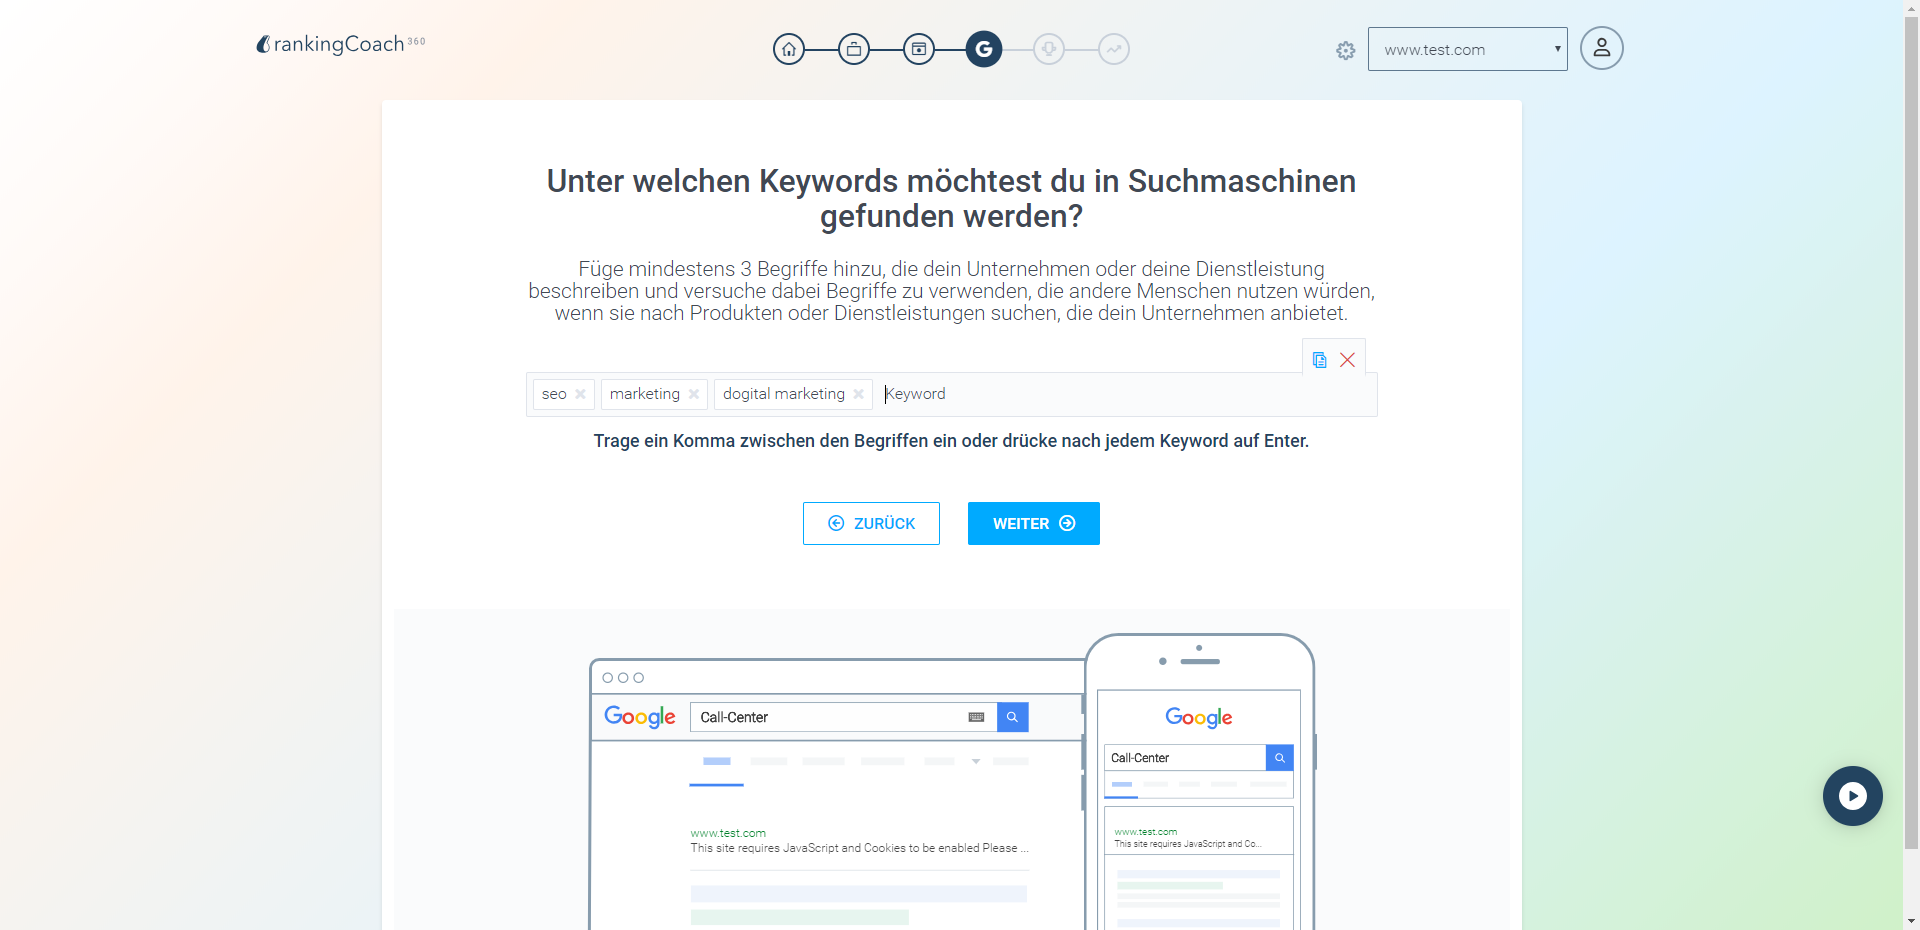 rankingCoach 360
G
www.test.com
Unter welchen Keywords möchtest du in Suchmaschinen
gefunden werden?
Füge mindestens 3 Begriffe hinzu, die dein Unternehmen oder deine Dienstleistung
beschreiben und versuche dabei Begriffe zu verwenden, die andere Menschen nutzen würden,
wenn sie nach Produkten oder Dienstleistungen suchen, die dein Unternehmen anbietet.
seo marketing dogital marketing Keyword
Trage ein Komma zwischen den Begriffen ein oder drücke nach jedem Keyword auf Enter.
ZURÜCK WEITER
Google Call-Center
www.test.com
This site requires JavaScript and Cookies to be enabled Please ...
Google
Call-Center
www.test.com
This site requires JavaScript and Co...